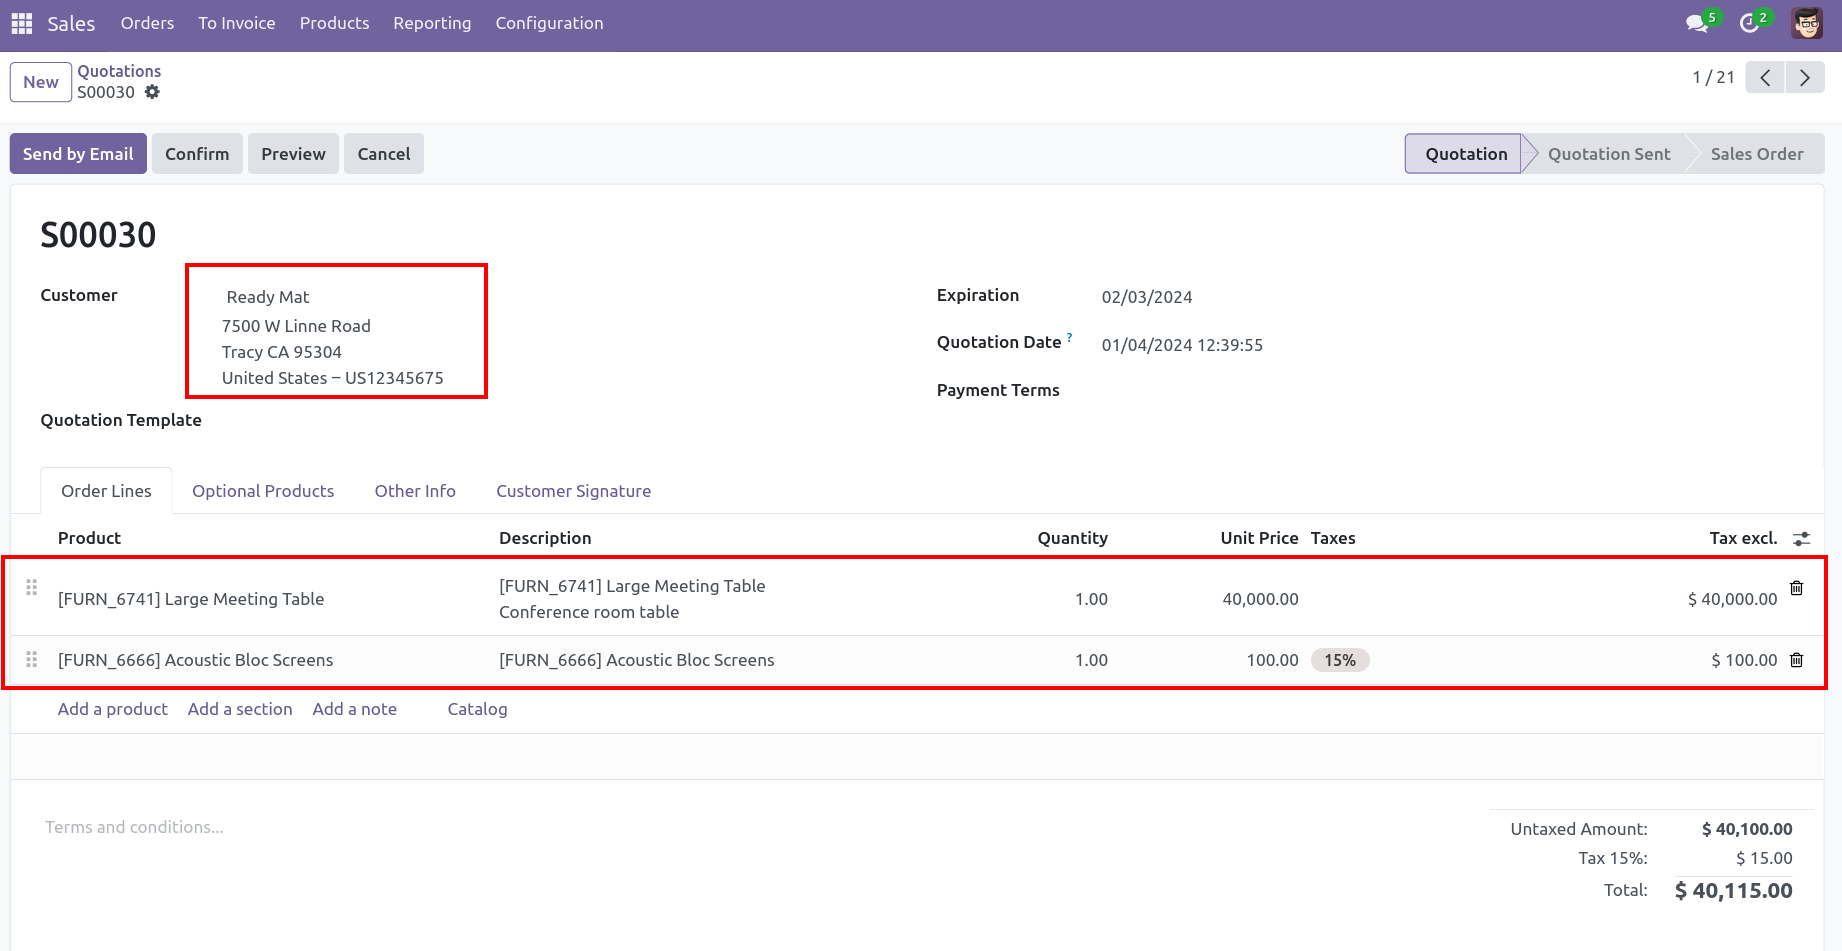 Sales Orders To Invoice Products Reporting Configuration 5 2
New Quotations
S00030
1 / 21
Send by Email Confirm Preview Cancel Quotation Quotation Sent Sales Order
S00030
Customer Ready Mat
7500 W Linne Road
Tracy CA 95304
United States – US12345675
Quotation Template
Expiration 02/03/2024
Quotation Date ? 01/04/2024 12:39:55
Payment Terms
Order Lines Optional Products Other Info Customer Signature
Product Description Quantity Unit Price Taxes Tax excl.
[FURN_6741] Large Meeting Table [FURN_6741] Large Meeting Table 1.00 40,000.00 $ 40,000.00
Conference room table
[FURN_6666] Acoustic Bloc Screens [FURN_6666] Acoustic Bloc Screens 1.00 100.00 15% $ 100.00
Add a product Add a section Add a note Catalog
Terms and conditions...
Untaxed Amount: $ 40,100.00
Tax 15%: $ 15.00
Total: $ 40,115.00